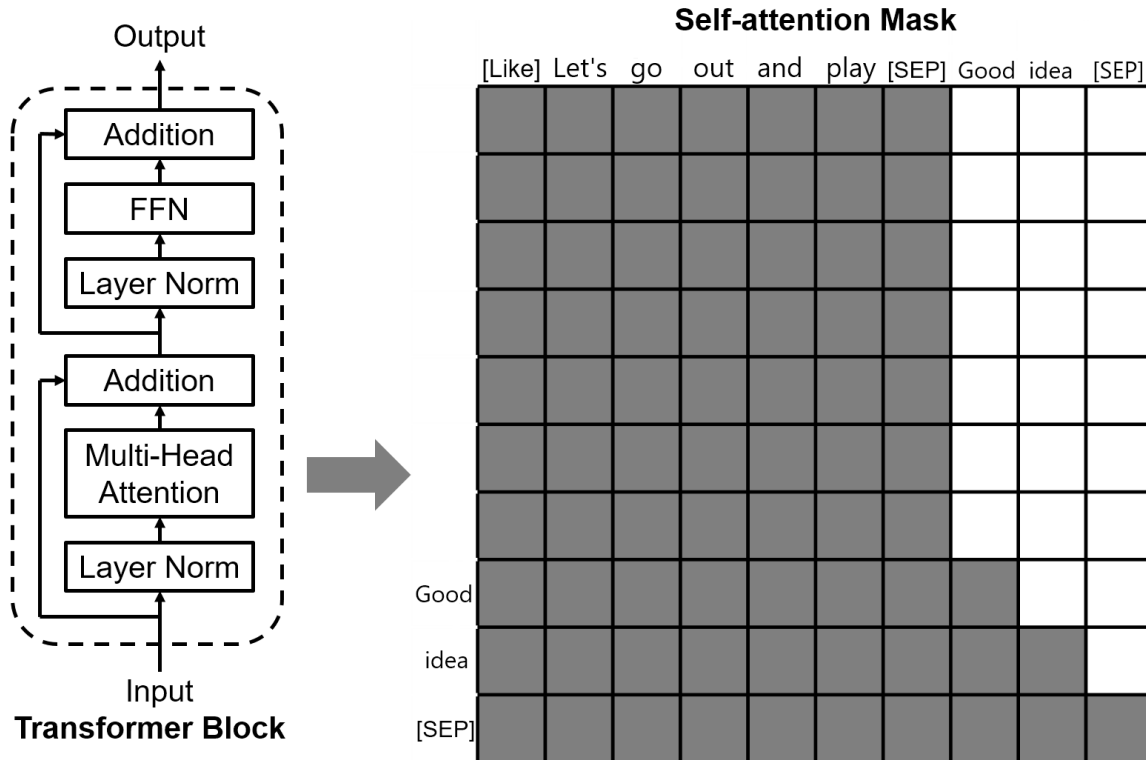 Output
Addition
FFN
Layer Norm
Addition
Multi-Head
Attention
Layer Norm
Input
Transformer Block
Self-attention Mask
[Like] Let's go out and play [SEP] Good idea [SEP]
Good
idea
[SEP]